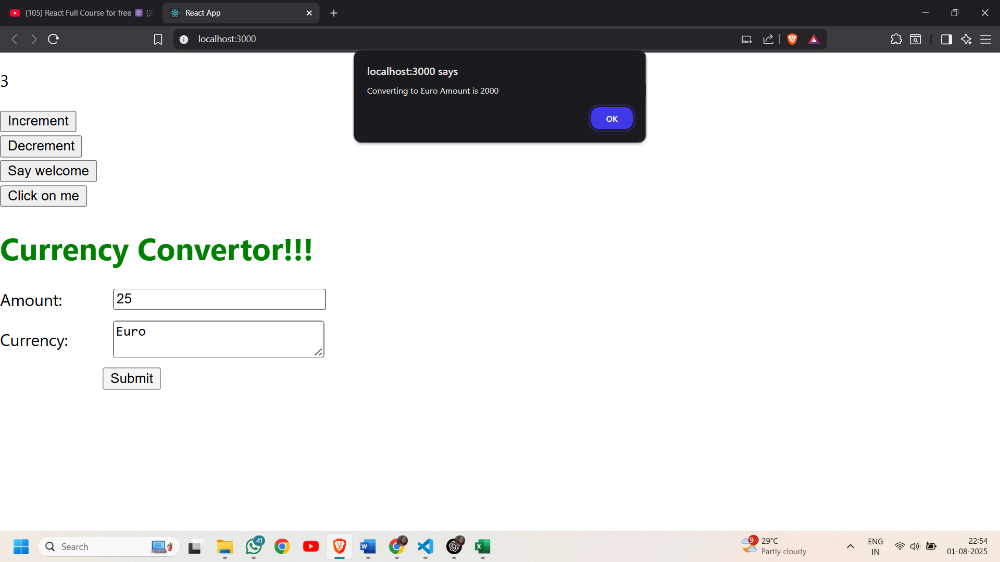 (105) React Full Course for free ⚛️ (2
React App
localhost:3000
localhost:3000 says
Converting to Euro Amount is 2000
OK
3
Increment
Decrement
Say welcome
Click on me
Currency Convertor!!!
Amount:
25
Currency:
Euro
Submit
Search
41
9+
29°C
Partly cloudy
ENG
IN
22:54
01-08-2025